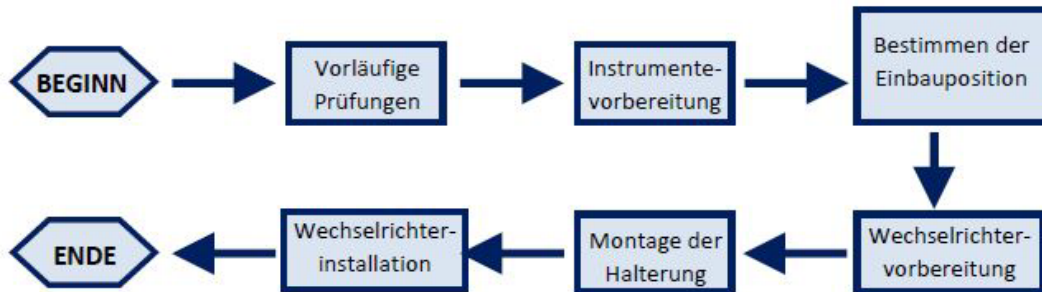 BEGINN
Vorläufige
Prüfungen
Instrumente-
vorbereitung
Bestimmen der
Einbauposition
Wechselrichter-
vorbereitung
Montage der
Halterung
Wechselrichter-
installation
ENDE